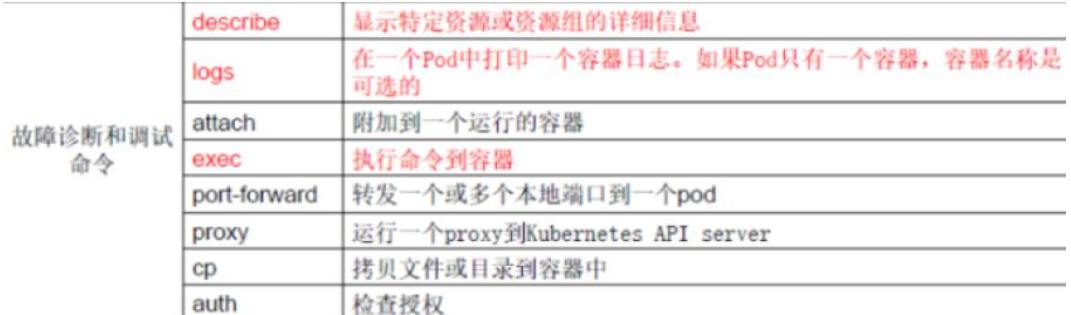 describe 显示特定资源或资源组的详细信息
logs 在一个Pod中打印一个容器日志。如果Pod只有一个容器，容器名称是
可选的
故障诊断和调试
命令
attach 附加到一个运行的容器
exec 执行命令到容器
port-forward 转发一个或多个本地端口到一个pod
proxy 运行一个proxy到Kubernetes API server
cp 拷贝文件或目录到容器中
auth 检查授权